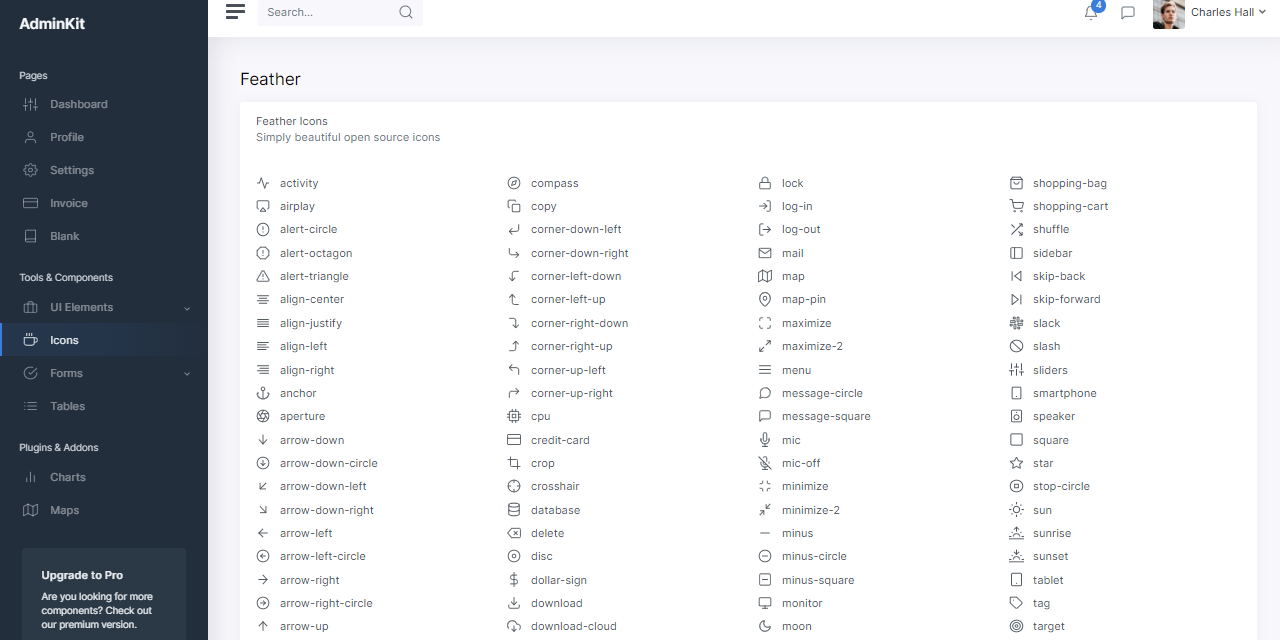 AdminKit
Pages
Dashboard
Profile
Settings
Invoice
Blank
Tools & Components
UI Elements
Icons
Forms
Tables
Plugins & Addons
Charts
Maps
Upgrade to Pro
Are you looking for more
components? Check out
our premium version.
Search...
4
Charles Hall
Feather
Feather Icons
Simply beautiful open source icons
activity
airplay
alert-circle
alert-octagon
alert-triangle
align-center
align-justify
align-left
align-right
anchor
aperture
arrow-down
arrow-down-circle
arrow-down-left
arrow-down-right
arrow-left
arrow-left-circle
arrow-right
arrow-right-circle
arrow-up
compass
copy
corner-down-left
corner-down-right
corner-left-down
corner-left-up
corner-right-down
corner-right-up
corner-up-left
corner-up-right
cpu
credit-card
crop
crosshair
database
delete
disc
dollar-sign
download
download-cloud
lock
log-in
log-out
mail
map
map-pin
maximize
maximize-2
menu
message-circle
message-square
mic
mic-off
minimize
minimize-2
minus
minus-circle
minus-square
monitor
moon
shopping-bag
shopping-cart
shuffle
sidebar
skip-back
skip-forward
slack
slash
sliders
smartphone
speaker
square
star
stop-circle
sun
sunrise
sunset
tablet
tag
target